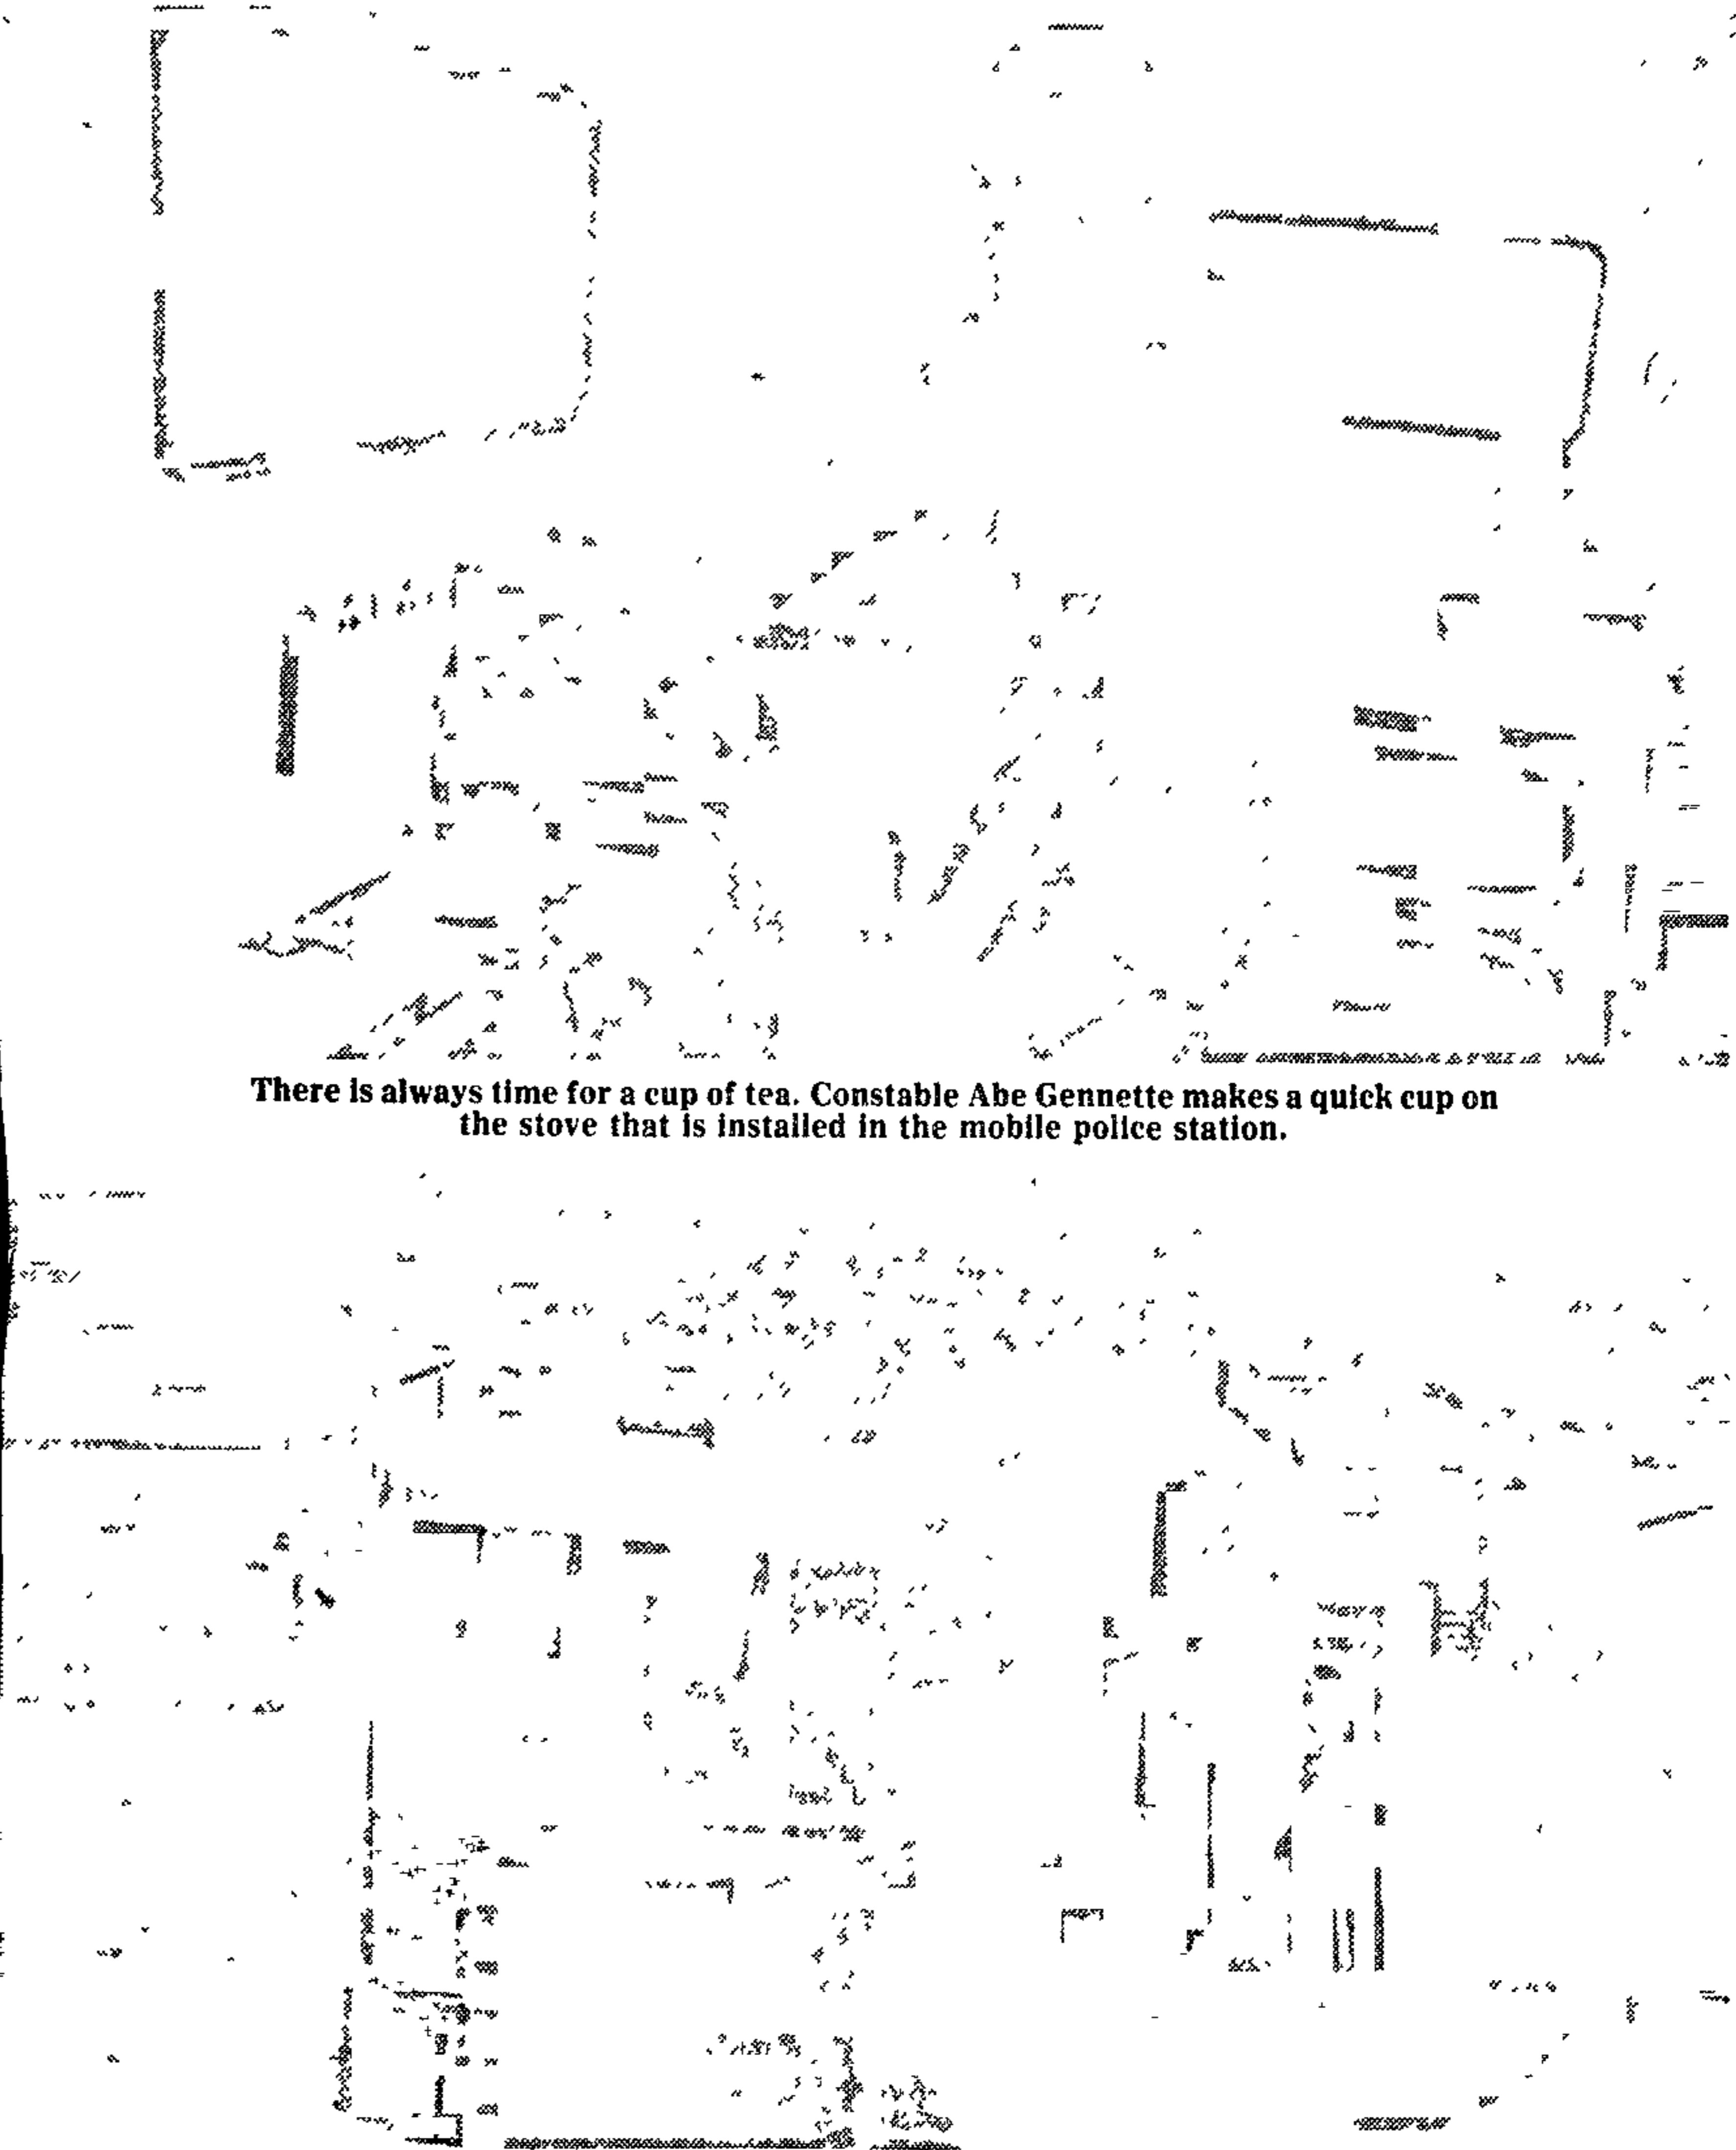 There is always time for a cup of tea. Constable Abe Gennette makes a quick cup on
the stove that is installed in the mobile police station.